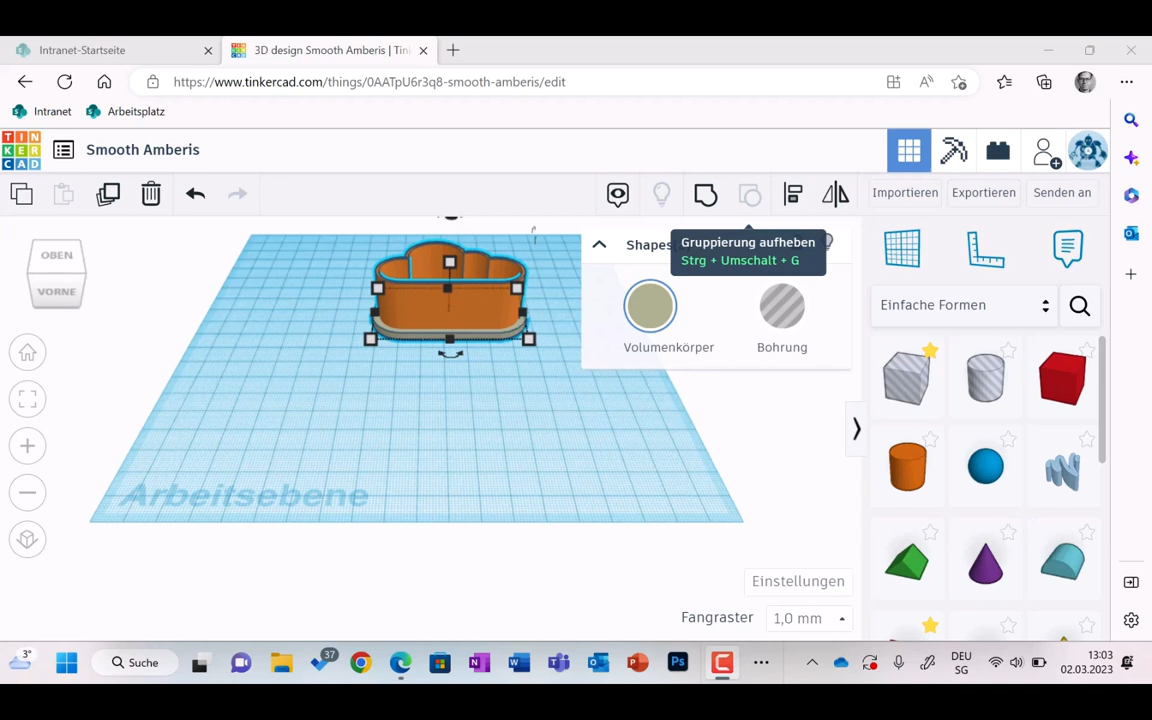 Intranet-Startseite
3D design Smooth Amberis | Tin
https://www.tinkercad.com/things/0AATpU6r3q8-smooth-amberis/edit
Intranet
Arbeitsplatz
TIN
KER
CAD
Smooth Amberis
Importieren
Exportieren
Senden an
OBEN
VORNE
Shapes
Gruppierung aufheben
Strg + Umschalt + G
Volumenkörper
Bohrung
Einfache Formen
Arbeitsebene
Einstellungen
Fangraster
1,0 mm
3°
Suche
37
DEU
SG
13:03
02.03.2023